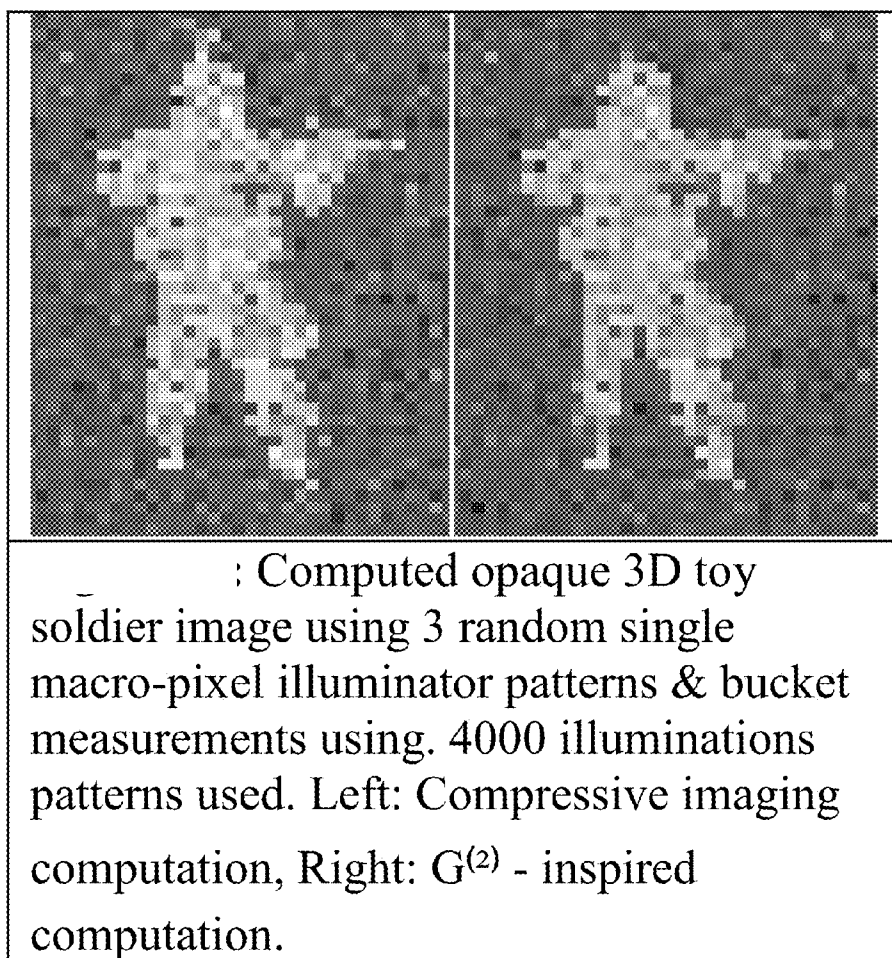 : Computed opaque 3D toy
soldier image using 3 random single
macro-pixel illuminator patterns & bucket
measurements using. 4000 illuminations
patterns used. Left: Compressive imaging
computation, Right: G⁽²⁾ - inspired
computation.